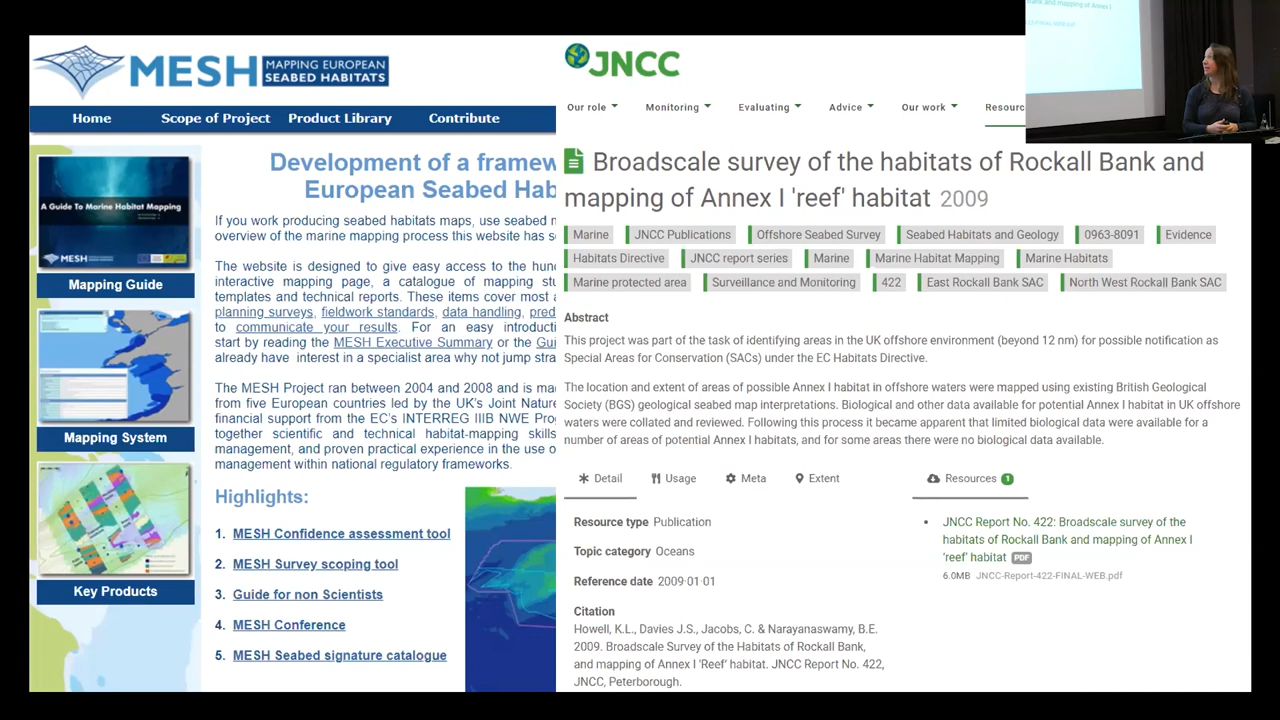 MESH MAPPING EUROPEAN
SEABED HABITATS
Home Scope of Project Product Library Contribute
A Guide To Marine Habitat Mapping
MESH
Mapping Guide
Mapping System
Key Products
Development of a framew
European Seabed Hab
If you work producing seabed habitats maps, use seabed m
overview of the marine mapping process this website has s
The website is designed to give easy access to the hun
interactive mapping page, a catalogue of mapping stu
templates and technical reports. These items cover most a
planning surveys, fieldwork standards, data handling, pred
to communicate your results. For an easy introducti
start by reading the MESH Executive Summary or the Gui
already have interest in a specialist area why not jump stra
The MESH Project ran between 2004 and 2008 and is ma
from five European countries led by the UK's Joint Nature
financial support from the EC's INTERREG IIIB NWE Pro
together scientific and technical habitat-mapping skills
management, and proven practical experience in the use o
management within national regulatory frameworks.
Highlights:
1. MESH Confidence assessment tool
2. MESH Survey scoping tool
3. Guide for non Scientists
4. MESH Conference
5. MESH Seabed signature catalogue
JNCC
Our role Monitoring Evaluating Advice Our work Resourc
Broadscale survey of the habitats of Rockall Bank and
mapping of Annex I 'reef' habitat 2009
Marine JNCC Publications Offshore Seabed Survey Seabed Habitats and Geology 0963-8091 Evidence
Habitats Directive JNCC report series Marine Marine Habitat Mapping Marine Habitats
Marine protected area Surveillance and Monitoring 422 East Rockall Bank SAC North West Rockall Bank SAC
Abstract
This project was part of the task of identifying areas in the UK offshore environment (beyond 12 nm) for possible notification as
Special Areas for Conservation (SACs) under the EC Habitats Directive.
The location and extent of areas of possible Annex I habitat in offshore waters were mapped using existing British Geological
Society (BGS) geological seabed map interpretations. Biological and other data available for potential Annex I habitat in UK offshore
waters were collated and reviewed. Following this process it became apparent that limited biological data were available for a
number of areas of potential Annex I habitats, and for some areas there were no biological data available.
Detail Usage Meta Extent
Resource type Publication
Topic category Oceans
Reference date 2009-01-01
Citation
Howell, K.L., Davies J.S., Jacobs, C. & Narayanaswamy, B.E.
2009. Broadscale Survey of the Habitats of Rockall Bank,
and mapping of Annex I 'Reef' habitat. JNCC Report No. 422,
JNCC, Peterborough.
Resources 1
JNCC Report No. 422: Broadscale survey of the
habitats of Rockall Bank and mapping of Annex I
'reef' habitat PDF
6.0MB JNCC-Report-422-FINAL-WEB.pdf